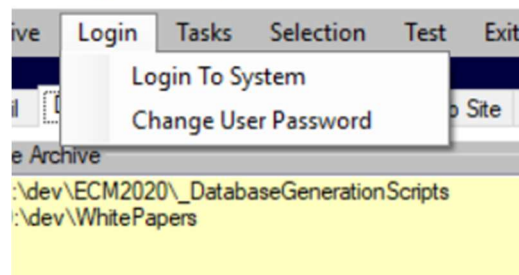 ive Login Tasks Selection Test Exit
Login To System
Change User Password
Site
e Archive
:\dev\ECM2020\_DatabaseGenerationScripts
:\dev\WhitePapers